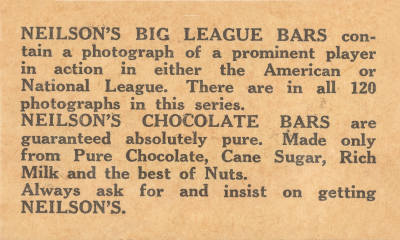 NEILSON'S BIG LEAGUE BARS con-
tain a photograph of a prominent player
in action in either the American or
National League. There are in all 120
photographs in this series.
NEILSON'S CHOCOLATE BARS are
guaranteed absolutely pure. Made only
from Pure Chocolate, Cane Sugar, Rich
Milk and the best of Nuts.
Always ask for and insist on getting
NEILSON'S.